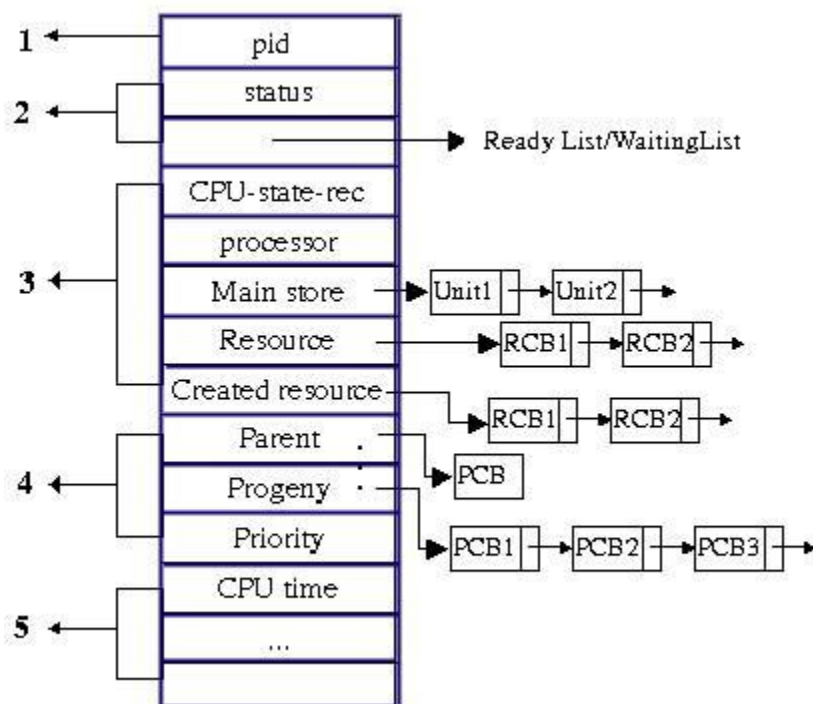 1
pid
2
status
Ready List/WaitingList
3
CPU-state-rec
processor
Main store
Unit1
Unit2
Resource
RCB1
RCB2
Created resource
RCB1
RCB2
4
Parent
PCB
Progeny
Priority
PCB1
PCB2
PCB3
5
CPU time
...